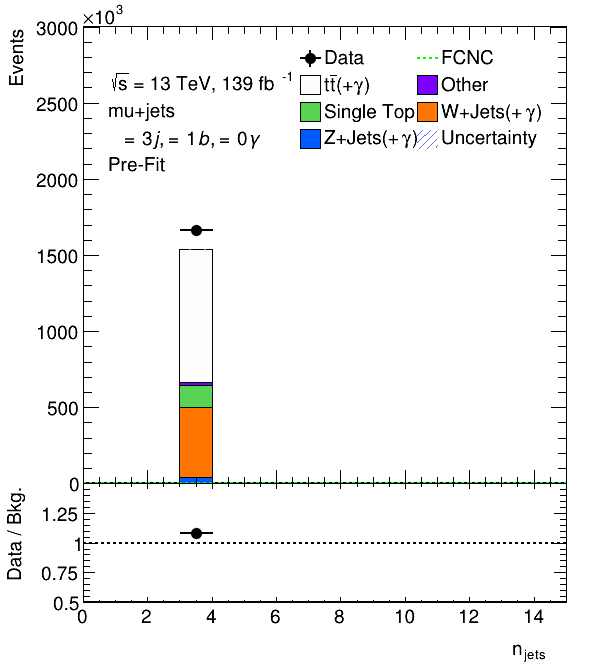 ×10³
3000
2500
2000
1500
1000
500
0
Events
√s = 13 TeV, 139 fb⁻¹
mu+jets
= 3j, = 1b, = 0γ
Pre-Fit
Data
FCNC
tt̄(+γ)
Other
Single Top
W+Jets(+γ)
Z+Jets(+γ)
Uncertainty
Data / Bkg.
1.25
1
0.75
0.5
0 2 4 6 8 10 12 14
n_jets